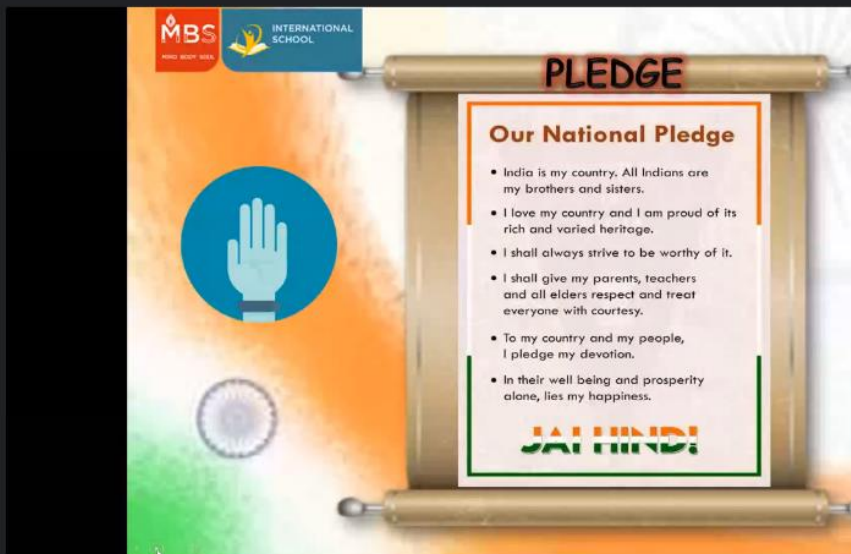 MBS
MIND BODY SOUL
INTERNATIONAL
SCHOOL
PLEDGE
Our National Pledge
• India is my country. All Indians are
my brothers and sisters.
• I love my country and I am proud of its
rich and varied heritage.
• I shall always strive to be worthy of it.
• I shall give my parents, teachers
and all elders respect and treat
everyone with courtesy.
• To my country and my people,
I pledge my devotion.
• In their well being and prosperity
alone, lies my happiness.
JAI HIND!